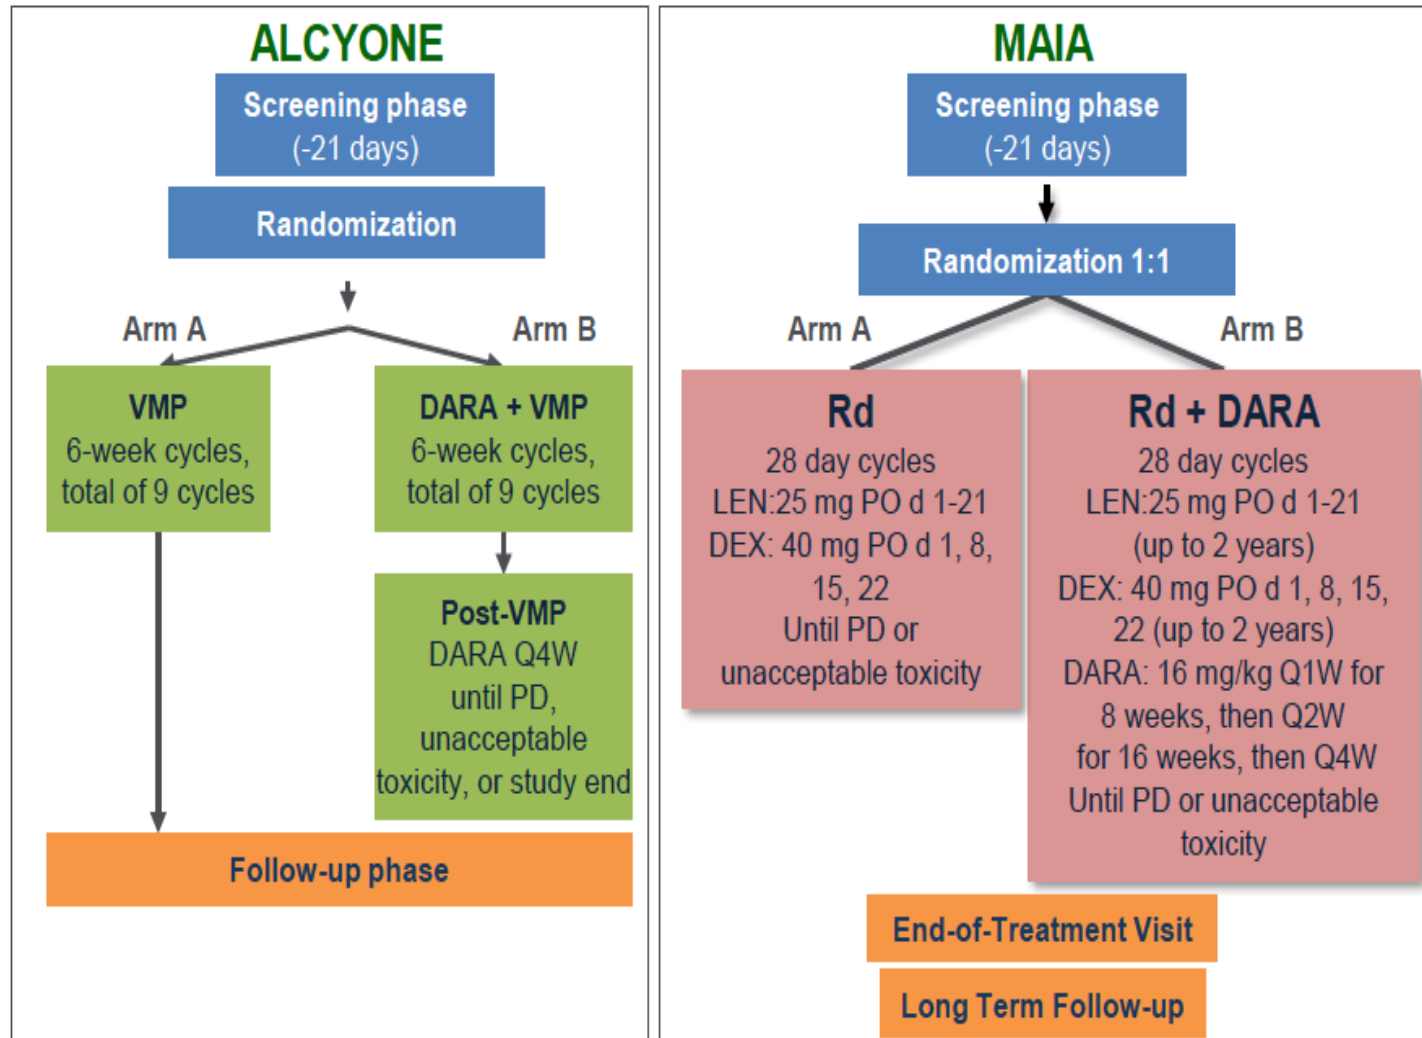 ALCYONE
Screening phase
(-21 days)
Randomization
Arm A
Arm B
VMP
6-week cycles,
total of 9 cycles
DARA + VMP
6-week cycles,
total of 9 cycles
Post-VMP
DARA Q4W
until PD,
unacceptable
toxicity, or study end
Follow-up phase
MAIA
Screening phase
(-21 days)
Randomization 1:1
Arm A
Arm B
Rd
28 day cycles
LEN:25 mg PO d 1-21
DEX: 40 mg PO d 1, 8,
15, 22
Until PD or
unacceptable toxicity
Rd + DARA
28 day cycles
LEN:25 mg PO d 1-21
(up to 2 years)
DEX: 40 mg PO d 1, 8, 15,
22 (up to 2 years)
DARA: 16 mg/kg Q1W for
8 weeks, then Q2W
for 16 weeks, then Q4W
Until PD or unacceptable
toxicity
End-of-Treatment Visit
Long Term Follow-up